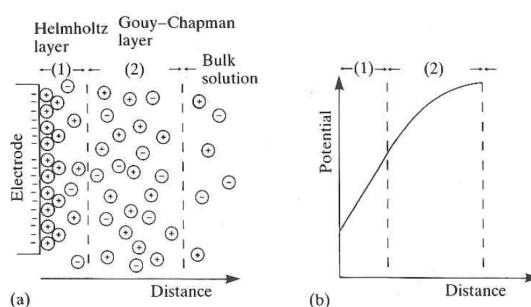 Helmholtz
layer
Gouy–Chapman
layer
Bulk
solution
(1)
(2)
Electrode
(a)
Distance
(1)
(2)
Potential
(b)
Distance